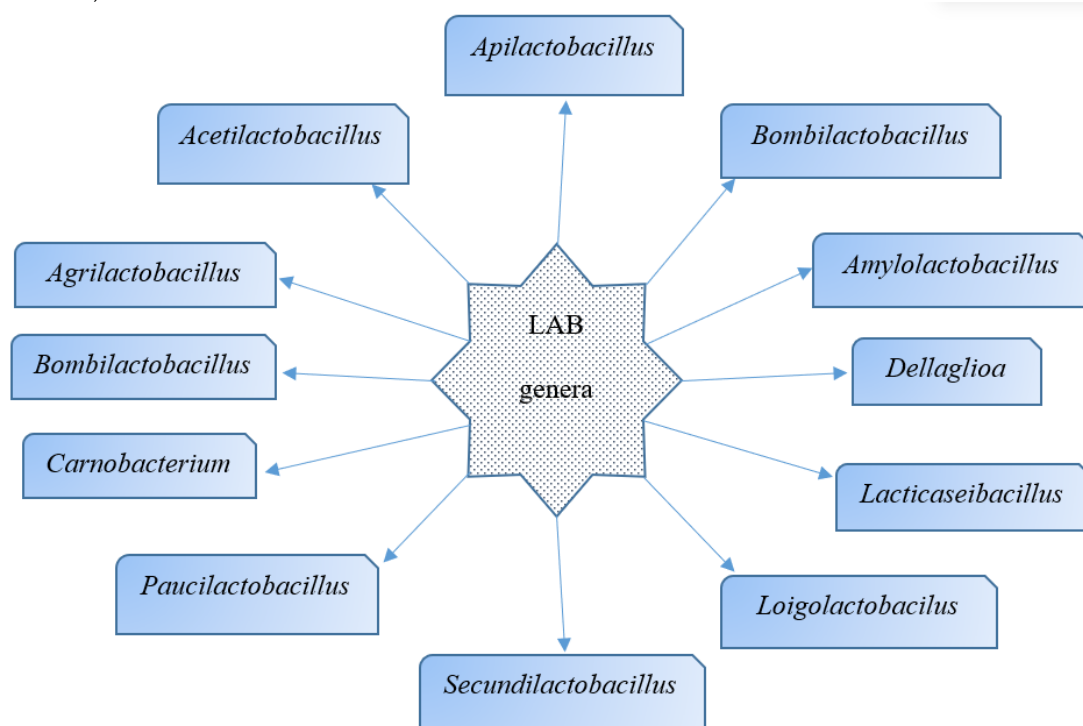 Apilactobacillus
Acetilactobacillus
Bombilactobacillus
Agrilactobacillus
Amylolactobacillus
LAB
genera
Bombilactobacillus
Dellaglioa
Carnobacterium
Lacticaseibacillus
Paucilactobacillus
Loigolactobacilus
Secundilactobacillus